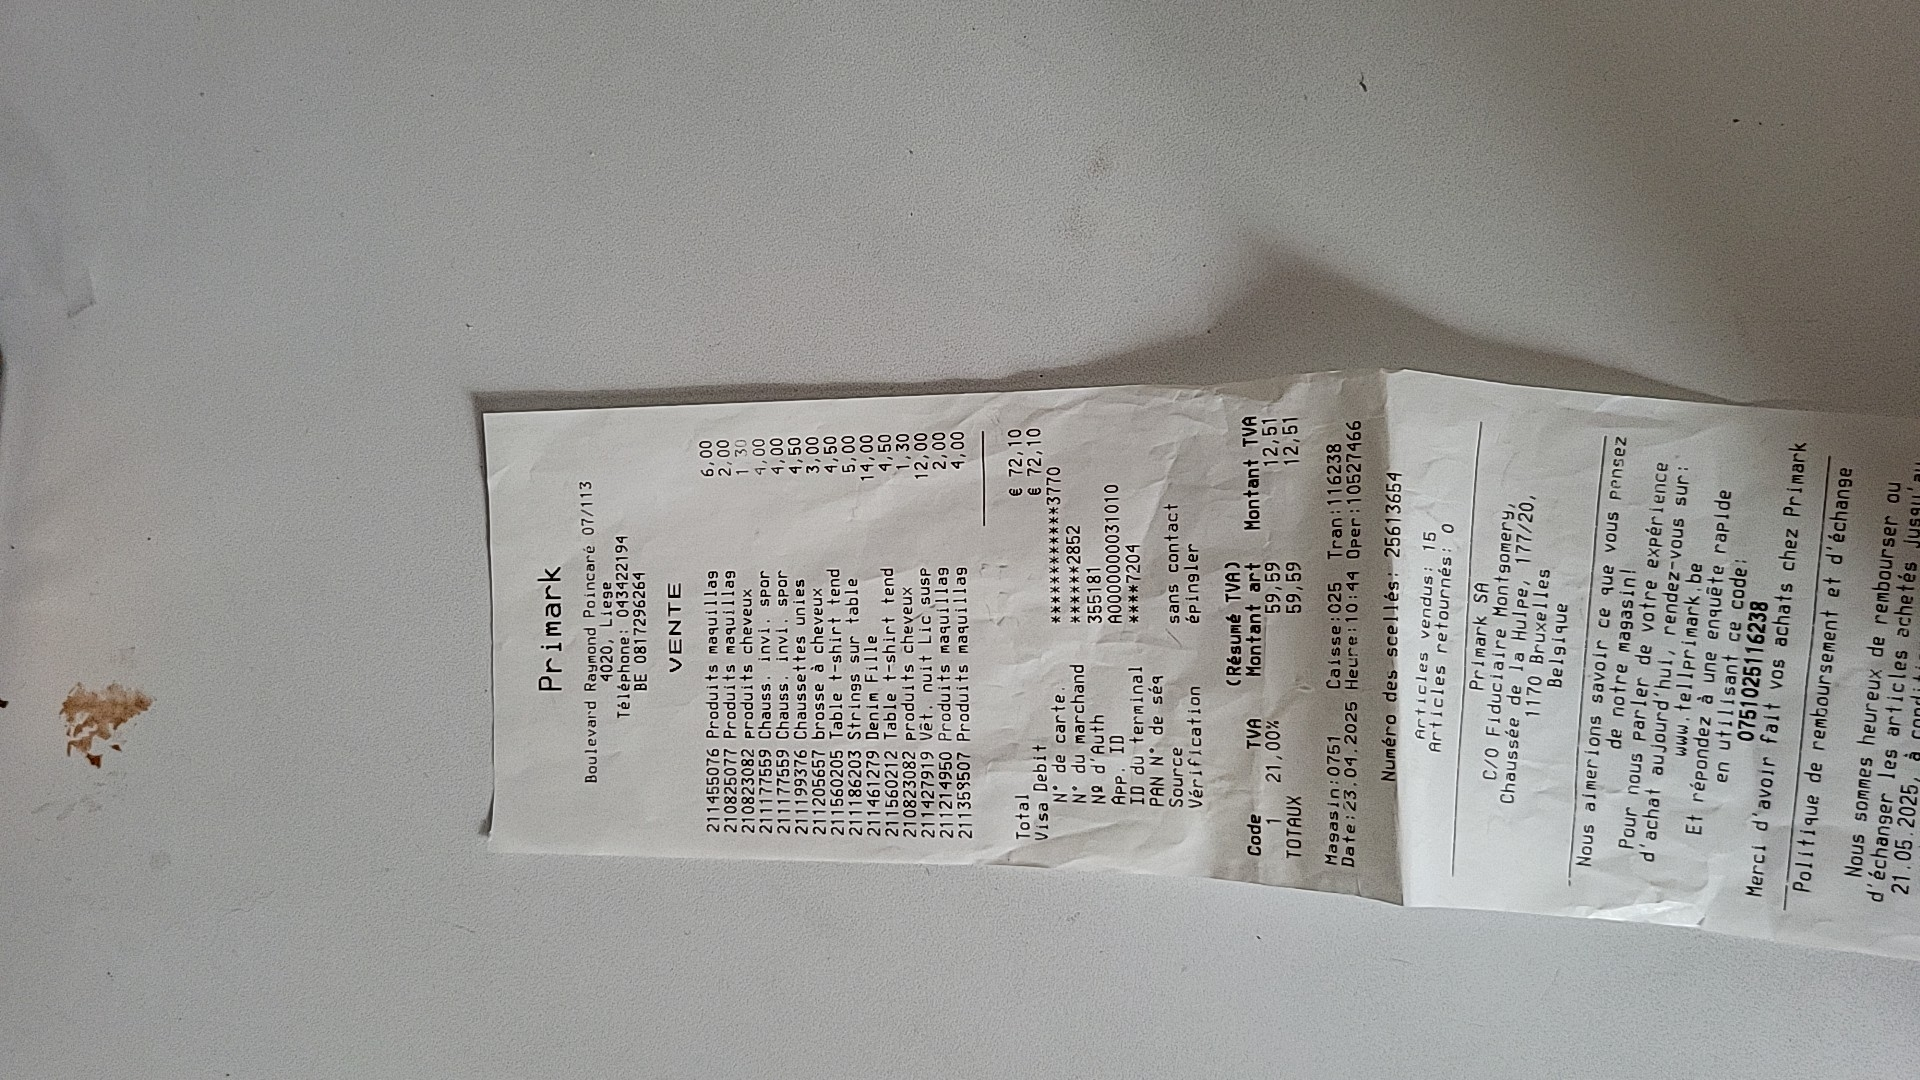 Primark
Boulevard Raymond Poincaré 07/113
4020, Liege
Téléphone: 043422194
BE 0817296264
VENTE
211455076 Produits maquillag 6,00
210825077 Produits maquillag 2,00
210823082 produits cheveux 1,30
211177559 Chauss. invi. spor 4,00
211177559 Chauss. invi. spor 4,00
211199376 Chaussettes unies 4,50
211205657 brosse à cheveux 3,00
211560205 Table t-shirt tend 4,50
211186203 Strings sur table 5,00
211461279 Denim Fille 14,00
211560212 Table t-shirt tend 4,50
210823082 produits cheveux 1,30
211427919 Vêt. nuit Lic susp 12,00
211214950 Produits maquillag 2,00
211359507 Produits maquillag 4,00
Total € 72,10
Visa Debit € 72,10
N° de carte. ************3770
N° du marchand ******2852
Nº d'Auth 355181
App. ID A0000000031010
ID du terminal ****7204
PAN N° de séq
Source sans contact
Vérification épingler
(Résumé TVA)
Code TVA Montant art Montant TVA
1 21,00% 59,59 12,51
TOTAUX 59,59 12,51
Magasin:0751 Caisse:025 Tran:116238
Date:23.04.2025 Heure:10:44 Oper:10527466
Numéro des scellés: 25613654
Articles vendus: 15
Articles retournés: 0
Primark SA
C/O Fiduciaire Montgomery,
Chaussée de la Hulpe, 177/20,
1170 Bruxelles
Belgique
Nous aimerions savoir ce que vous pensez
de notre magasin!
Pour nous parler de votre expérience
d'achat aujourd'hui, rendez-vous sur:
www.tellprimark.be
Et répondez à une enquête rapide
en utilisant ce code:
0751025116238
Merci d'avoir fait vos achats chez Primark
Politique de remboursement et d'échange
Nous sommes heureux de rembourser ou
d'échanger les articles achetés jusqu'au
21.05.2025, à